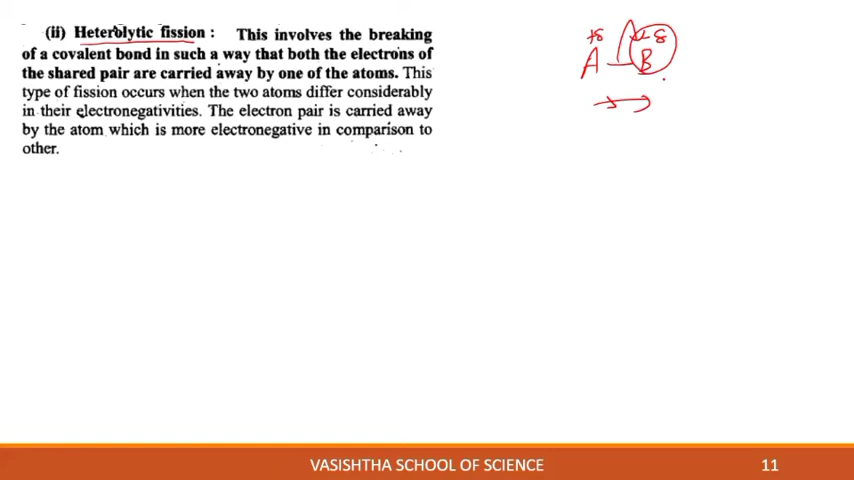 (ii) Heterolytic fission : This involves the breaking
of a covalent bond in such a way that both the electrons of
the shared pair are carried away by one of the atoms. This
type of fission occurs when the two atoms differ considerably
in their electronegativities. The electron pair is carried away
by the atom which is more electronegative in comparison to
other.
+δ -δ
A – B
VASISHTHA SCHOOL OF SCIENCE 11